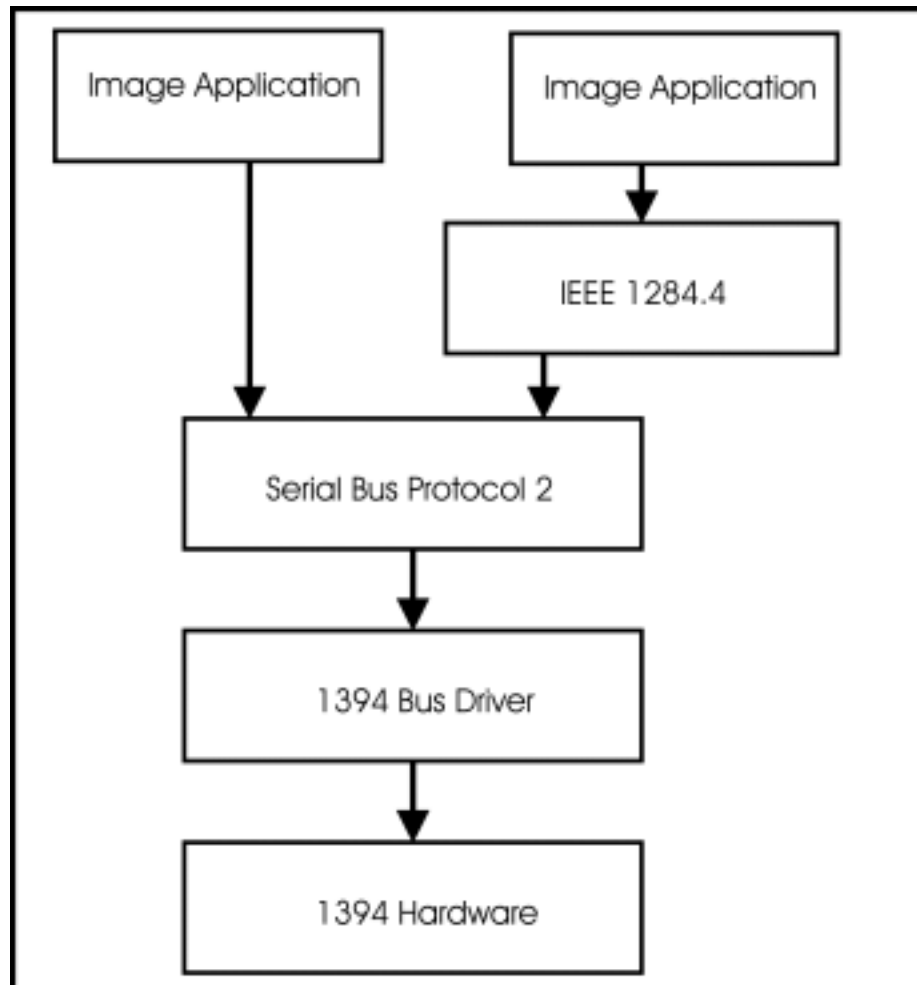 Image Application
Image Application
IEEE 1284.4
Serial Bus Protocol 2
1394 Bus Driver
1394 Hardware